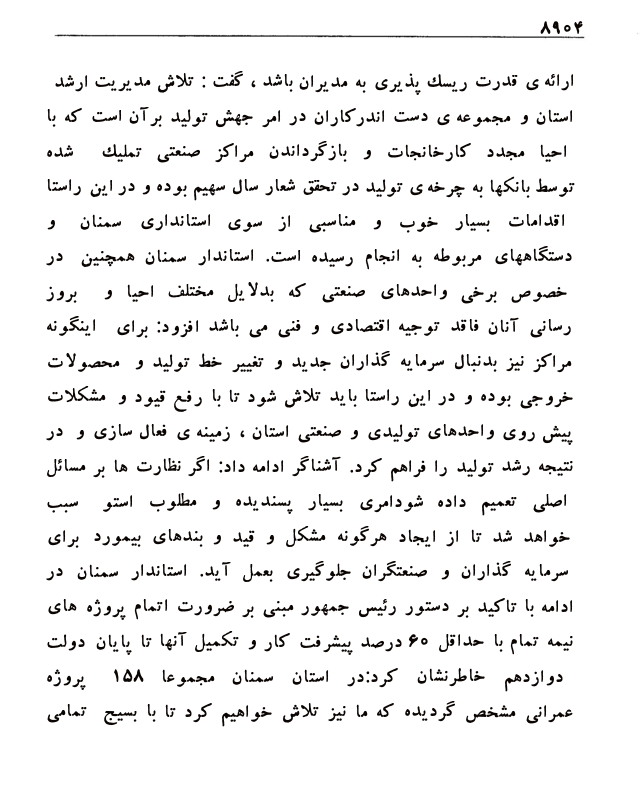 ۸۹۰۴
ارائه ی قدرت ریسك پذیری به مدیران باشد ، گفت : تلاش مدیریت ارشد
استان و مجموعه ی دست اندرکاران در امر جهش تولید برآن است که با
احیا مجدد کارخانجات و بازگرداندن مراکز صنعتی تملیك شده
توسط بانکها به چرخه ی تولید در تحقق شعار سال سهیم بوده و در این راستا
اقدامات بسیار خوب و مناسبی از سوی استانداری سمنان و
دستگاههای مربوطه به انجام رسیده است. استاندار سمنان همچنین در
خصوص برخی واحدهای صنعتی که بدلایل مختلف احیا و بروز
رسانی آنان فاقد توجیه اقتصادی و فنی می باشد افزود: برای اینگونه
مراکز نیز بدنبال سرمایه گذاران جدید و تغییر خط تولید و محصولات
خروجی بوده و در این راستا باید تلاش شود تا با رفع قیود و مشکلات
پیش روی واحدهای تولیدی و صنعتی استان ، زمینه ی فعال سازی و در
نتیجه رشد تولید را فراهم کرد. آشناگر ادامه داد: اگر نظارت ها بر مسائل
اصلی تعمیم داده شودامری بسیار پسندیده و مطلوب استو سبب
خواهد شد تا از ایجاد هرگونه مشکل و قید و بندهای بیمورد برای
سرمایه گذاران و صنعتگران جلوگیری بعمل آید. استاندار سمنان در
ادامه با تاکید بر دستور رئیس جمهور مبنی بر ضرورت اتمام پروژه های
نیمه تمام با حداقل ۶۰ درصد پیشرفت کار و تکمیل آنها تا پایان دولت
دوازدهم خاطرنشان کرد:در استان سمنان مجموعا ۱۵۸ پروژه
عمرانی مشخص گردیده که ما نیز تلاش خواهیم کرد تا با بسیج تمامی